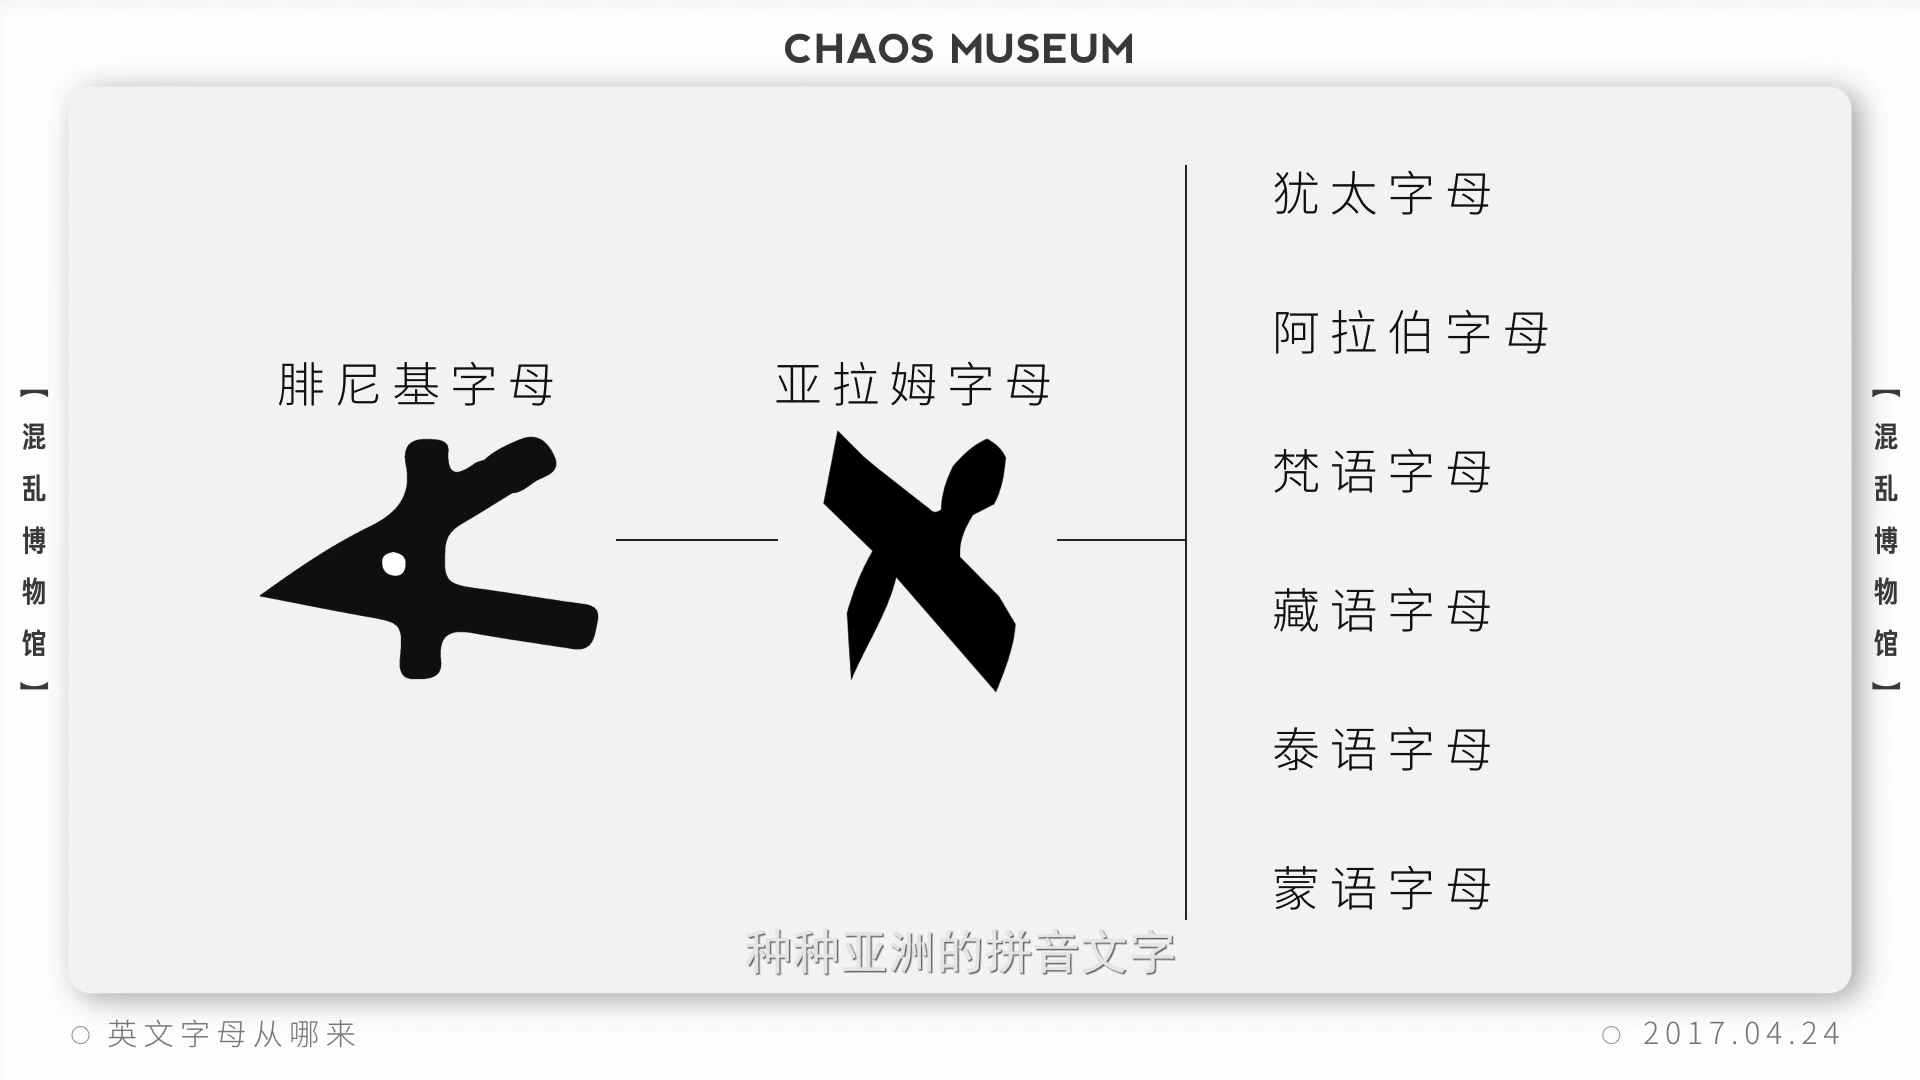 CHAOS MUSEUM
【混乱博物馆】
腓尼基字母
亚拉姆字母
犹太字母
阿拉伯字母
梵语字母
藏语字母
泰语字母
蒙语字母
【混乱博物馆】
种种亚洲的拼音文字
○ 英文字母从哪来
○ 2017.04.24